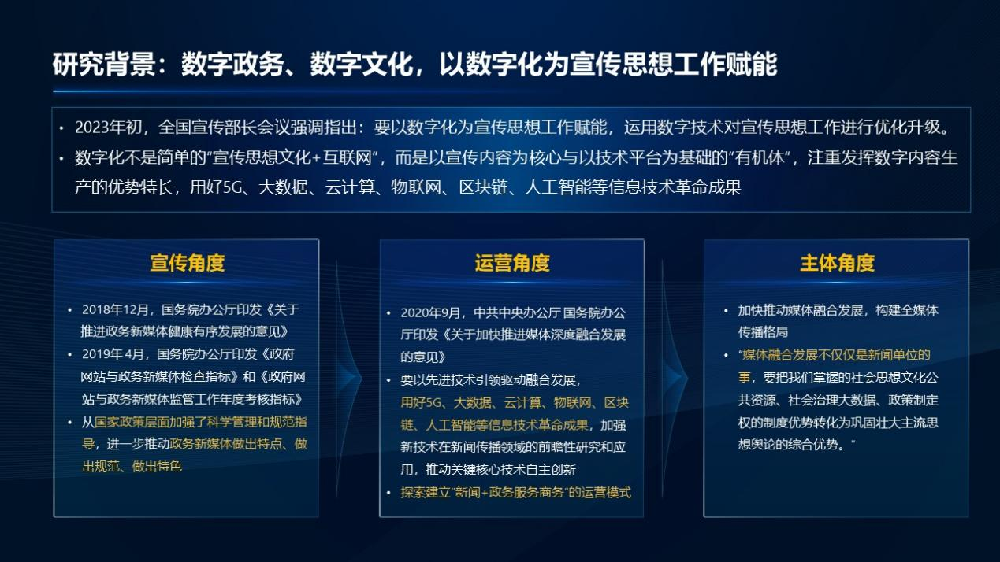 研究背景：数字政务、数字文化，以数字化为宣传思想工作赋能
• 2023年初，全国宣传部长会议强调指出：要以数字化为宣传思想工作赋能，运用数字技术对宣传思想工作进行优化升级。
• 数字化不是简单的“宣传思想文化+互联网”，而是以宣传内容为核心与以技术平台为基础的“有机体”，注重发挥数字内容生
产的优势特长，用好5G、大数据、云计算、物联网、区块链、人工智能等信息技术革命成果
宣传角度
• 2018年12月，国务院办公厅印发《关于
推进政务新媒体健康有序发展的意见》
• 2019年4月，国务院办公厅印发《政府
网站与政务新媒体检查指标》和《政府网
站与政务新媒体监管工作年度考核指标》
• 从国家政策层面加强了科学管理和规范指
导，进一步推动政务新媒体做出特点、做
出规范、做出特色
运营角度
• 2020年9月，中共中央办公厅 国务院办公
厅印发《关于加快推进媒体深度融合发展
的意见》
• 要以先进技术引领驱动融合发展，
用好5G、大数据、云计算、物联网、区块
链、人工智能等信息技术革命成果，加强
新技术在新闻传播领域的前瞻性研究和应
用，推动关键核心技术自主创新
• 探索建立“新闻+政务服务商务”的运营模式
主体角度
• 加快推动媒体融合发展，构建全媒体
传播格局
• “媒体融合发展不仅仅是新闻单位的
事，要把我们掌握的社会思想文化公
共资源、社会治理大数据、政策制定
权的制度优势转化为巩固壮大主流思
想舆论的综合优势。”